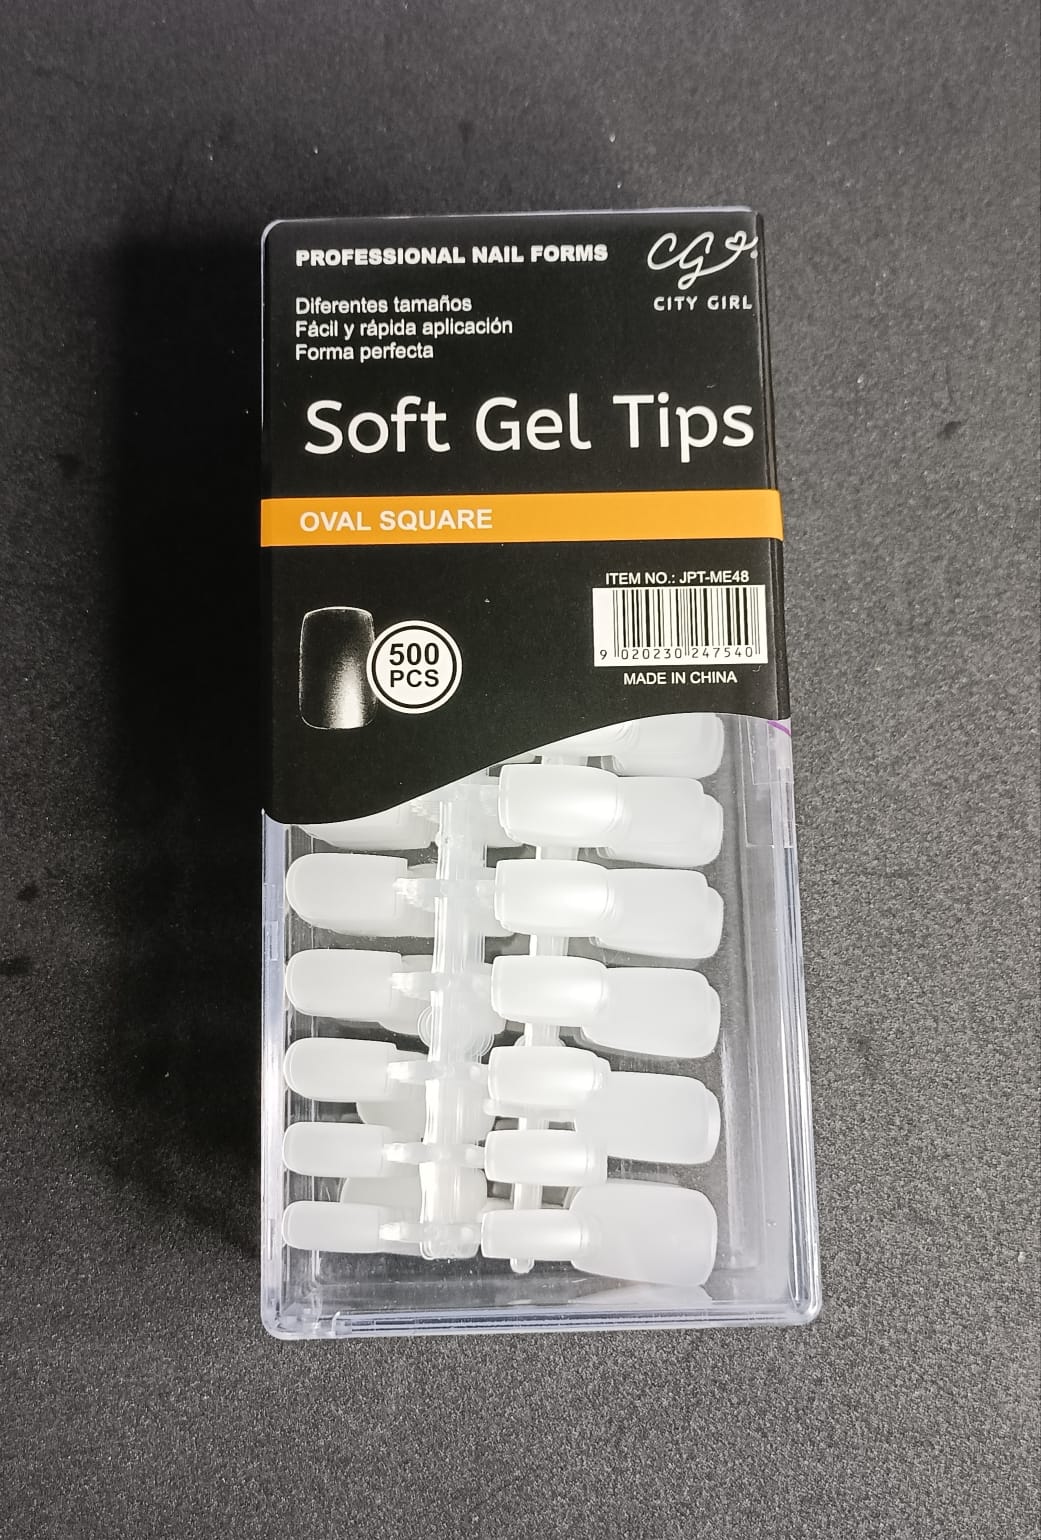 PROFESSIONAL NAIL FORMS
CG
CITY GIRL
Diferentes tamaños
Fácil y rápida aplicación
Forma perfecta
Soft Gel Tips
OVAL SQUARE
ITEM NO.: JPT-ME48
9 020230 247540
MADE IN CHINA
500
PCS